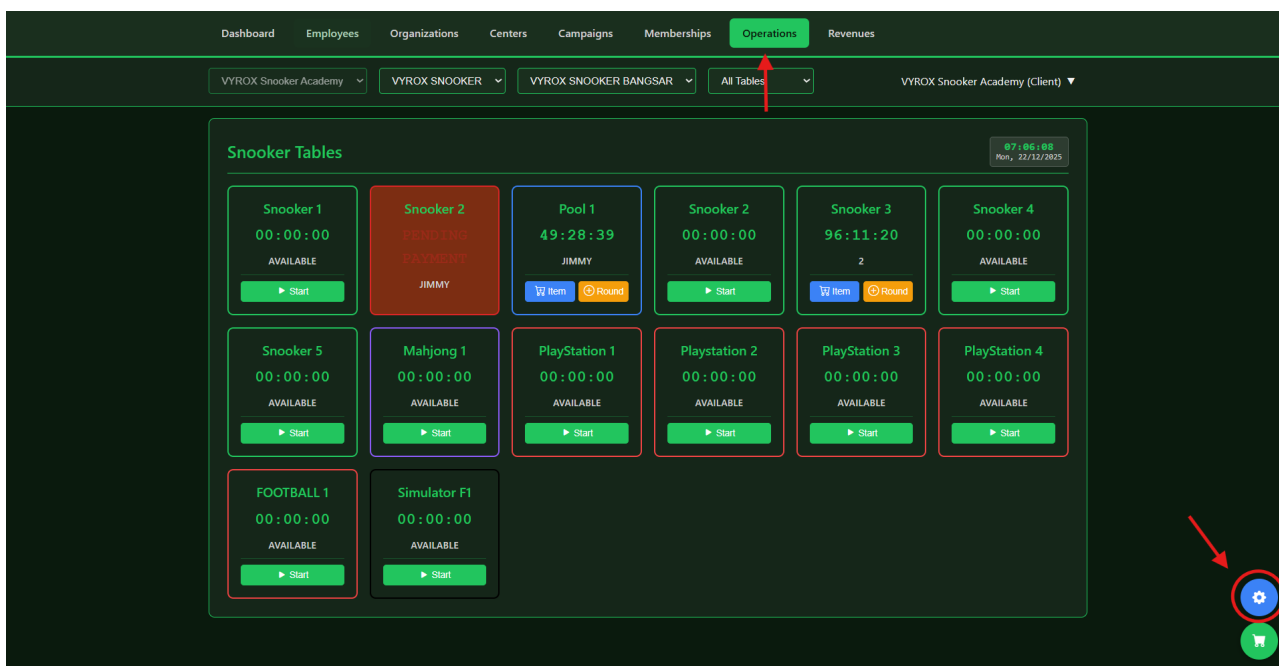 Dashboard Employees Organizations Centers Campaigns Memberships Operations Revenues
VYROX Snooker Academy VYROX SNOOKER VYROX SNOOKER BANGSAR All Tables VYROX Snooker Academy (Client) ▼
Snooker Tables
07:06:08
Mon, 22/12/2025
Snooker 1
00:00:00
AVAILABLE
Start
Snooker 2
PENDING
PAYMENT
JIMMY
Pool 1
49:28:39
JIMMY
Item Round
Snooker 2
00:00:00
AVAILABLE
Start
Snooker 3
96:11:20
2
Item Round
Snooker 4
00:00:00
AVAILABLE
Start
Snooker 5
00:00:00
AVAILABLE
Start
Mahjong 1
00:00:00
AVAILABLE
Start
PlayStation 1
00:00:00
AVAILABLE
Start
Playstation 2
00:00:00
AVAILABLE
Start
PlayStation 3
00:00:00
AVAILABLE
Start
PlayStation 4
00:00:00
AVAILABLE
Start
FOOTBALL 1
00:00:00
AVAILABLE
Start
Simulator F1
00:00:00
AVAILABLE
Start